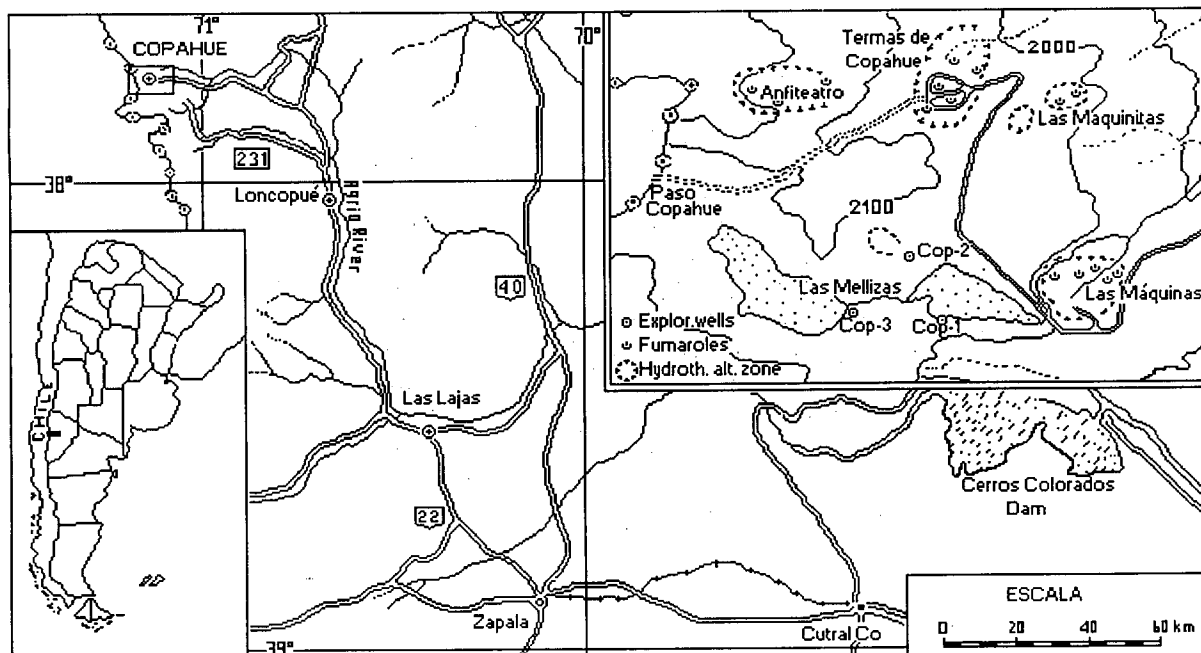 71°
COPAHUE
70°
231
38°
Loncopué
Agrio River
40
CHILE
Las Lajas
22
Zapala
39°
Cutral Co
Cerros Colorados
Dam
Termas de
Copahue
2000
Anfiteatro
Las Maquinitas
Paso
Copahue
2100
Cop-2
Las Mellizas
Las Máquinas
Cop-3
Cop-1
Explor.wells
Fumaroles
Hydroth. alt. zone
ESCALA
0 20 40 60 km